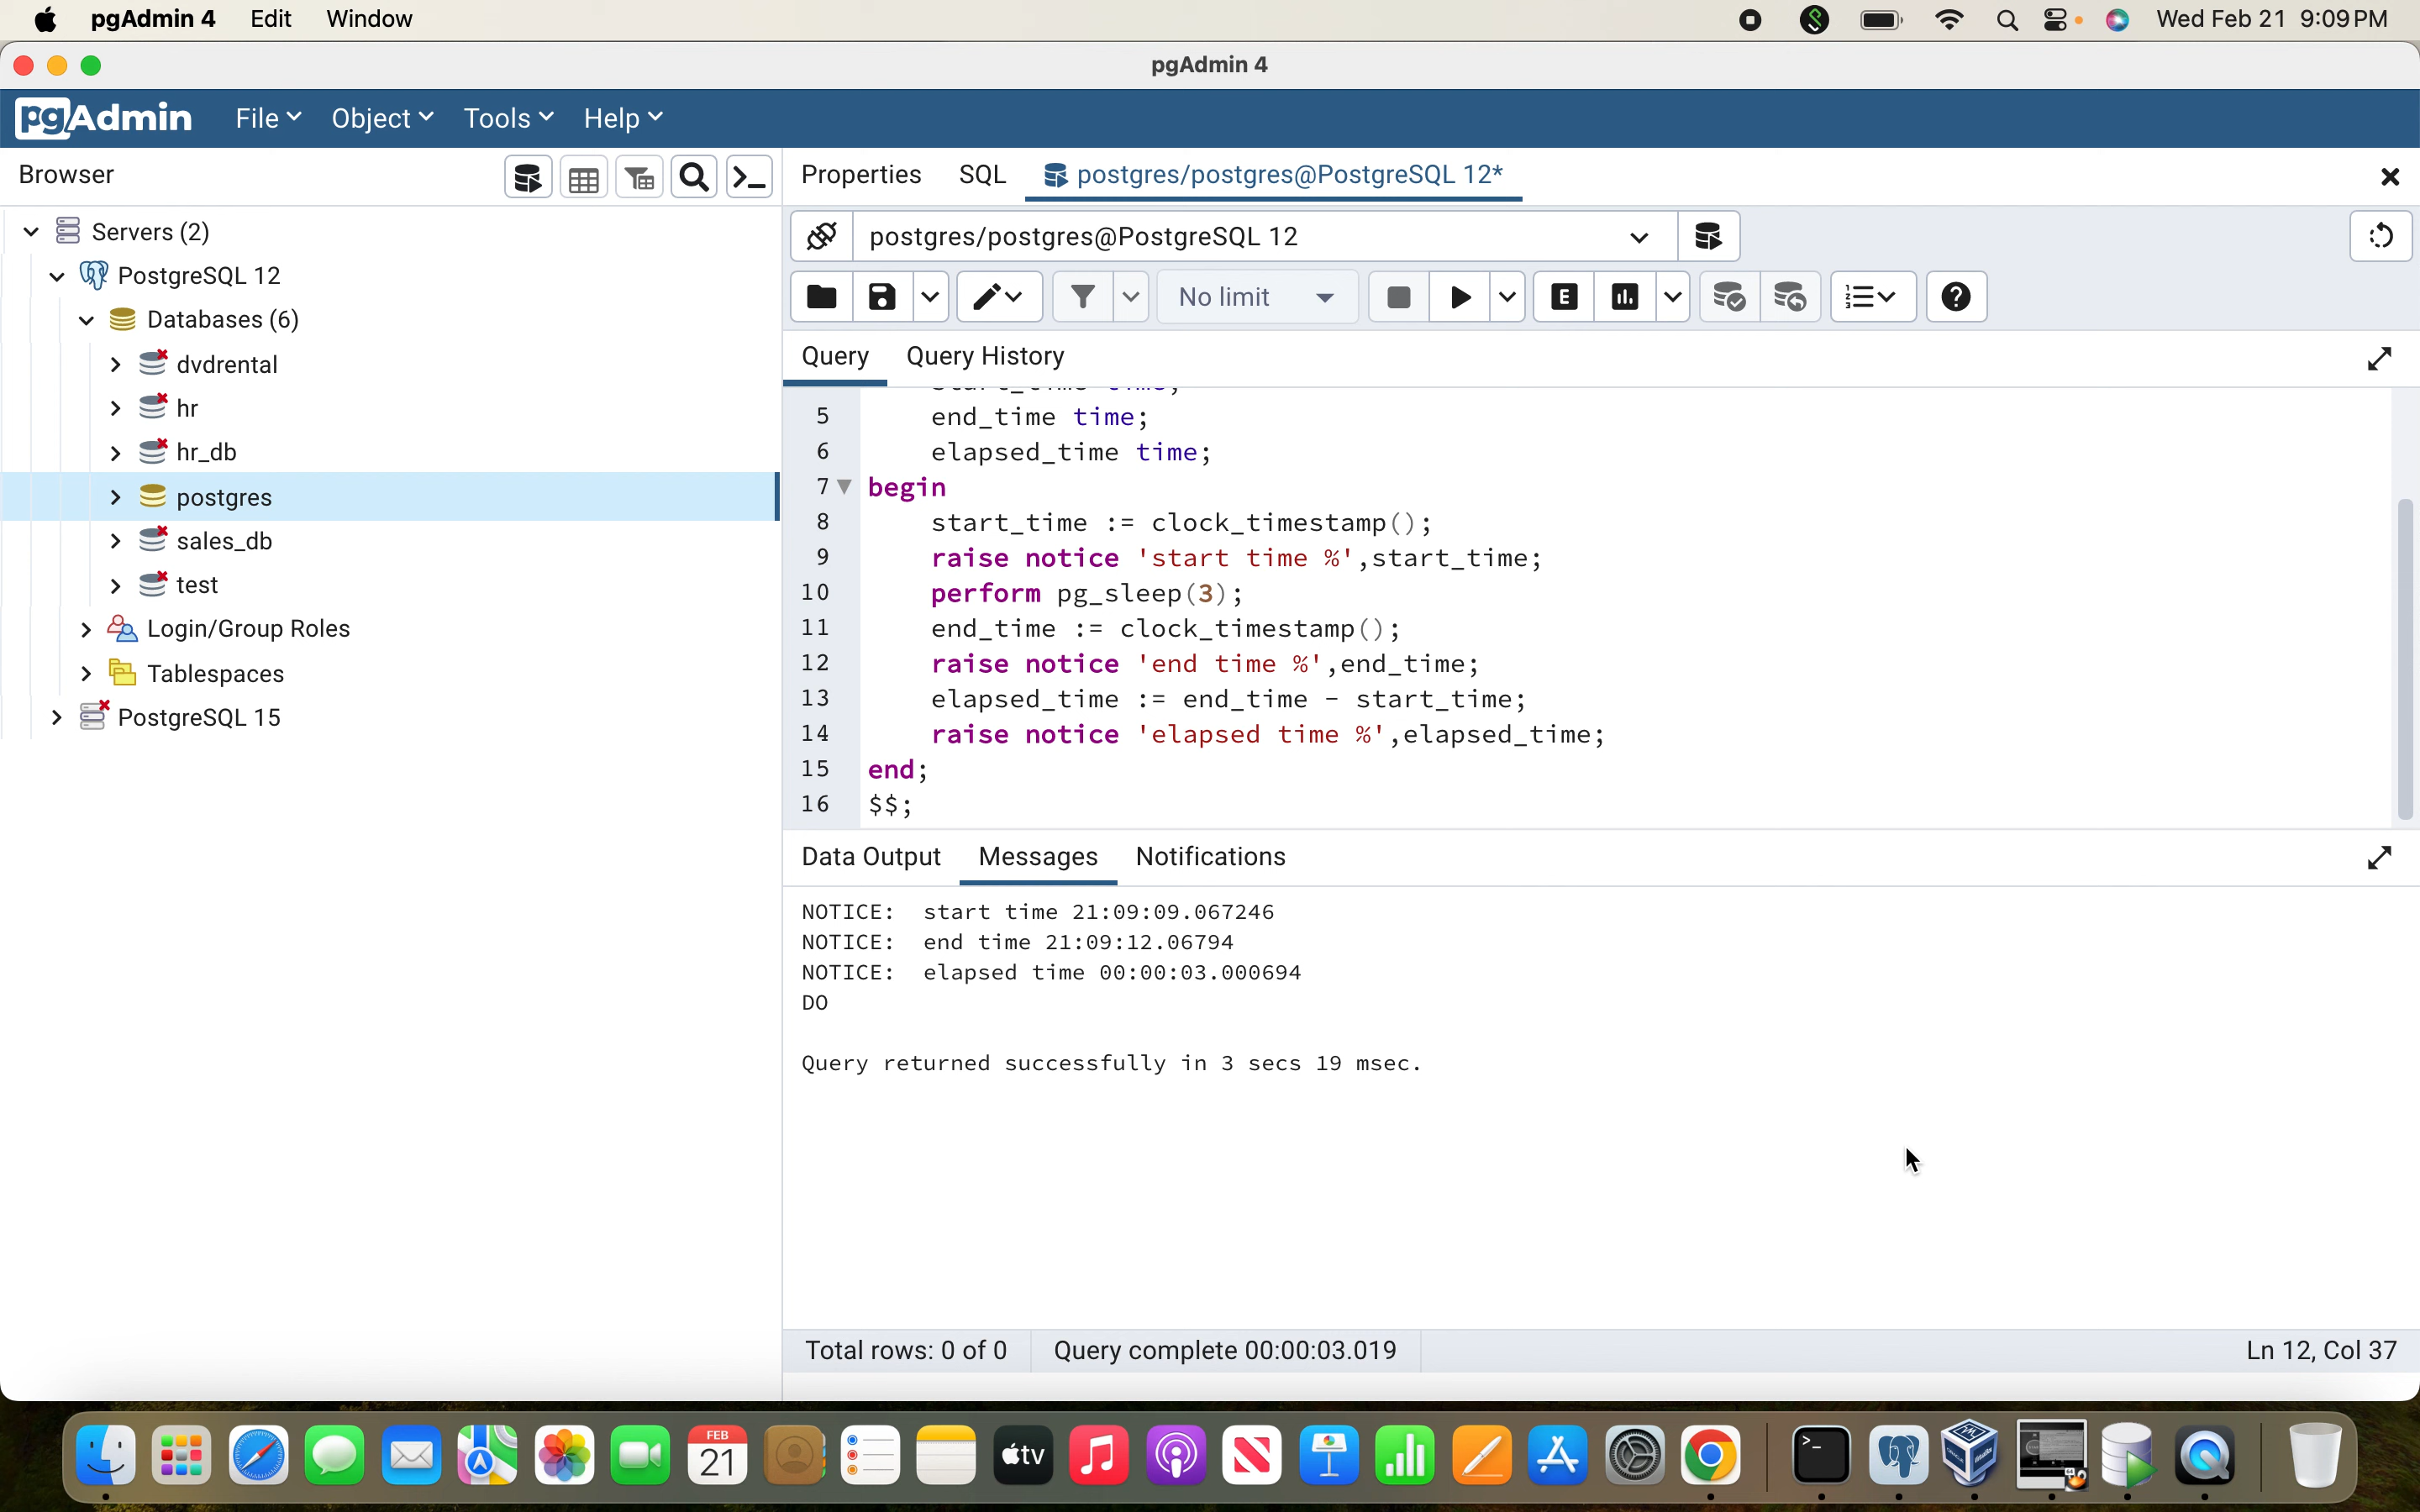 pgAdmin 4 Edit Window Wed Feb 21 9:09 PM
pgAdmin 4
pgAdmin File Object Tools Help
Browser
Properties SQL postgres/postgres@PostgreSQL 12*
Servers (2)
PostgreSQL 12
Databases (6)
dvdrental
hr
hr_db
postgres
sales_db
test
Login/Group Roles
Tablespaces
PostgreSQL 15
postgres/postgres@PostgreSQL 12
No limit E
Query Query History
5 end_time time;
6 elapsed_time time;
7 begin
8 start_time := clock_timestamp();
9 raise notice 'start time %',start_time;
10 perform pg_sleep(3);
11 end_time := clock_timestamp();
12 raise notice 'end time %',end_time;
13 elapsed_time := end_time - start_time;
14 raise notice 'elapsed time %',elapsed_time;
15 end;
16 $$;
Data Output Messages Notifications
NOTICE: start time 21:09:09.067246
NOTICE: end time 21:09:12.06794
NOTICE: elapsed time 00:00:03.000694
DO
Query returned successfully in 3 secs 19 msec.
Total rows: 0 of 0 Query complete 00:00:03.019 Ln 12, Col 37
FEB
21
tv